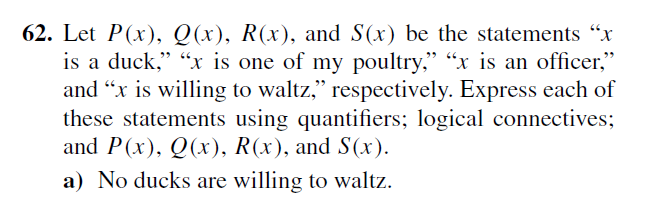 62. Let P(x), Q(x), R(x), and S(x) be the statements “x
is a duck,” “x is one of my poultry,” “x is an officer,”
and “x is willing to waltz,” respectively. Express each of
these statements using quantifiers; logical connectives;
and P(x), Q(x), R(x), and S(x).
a) No ducks are willing to waltz.